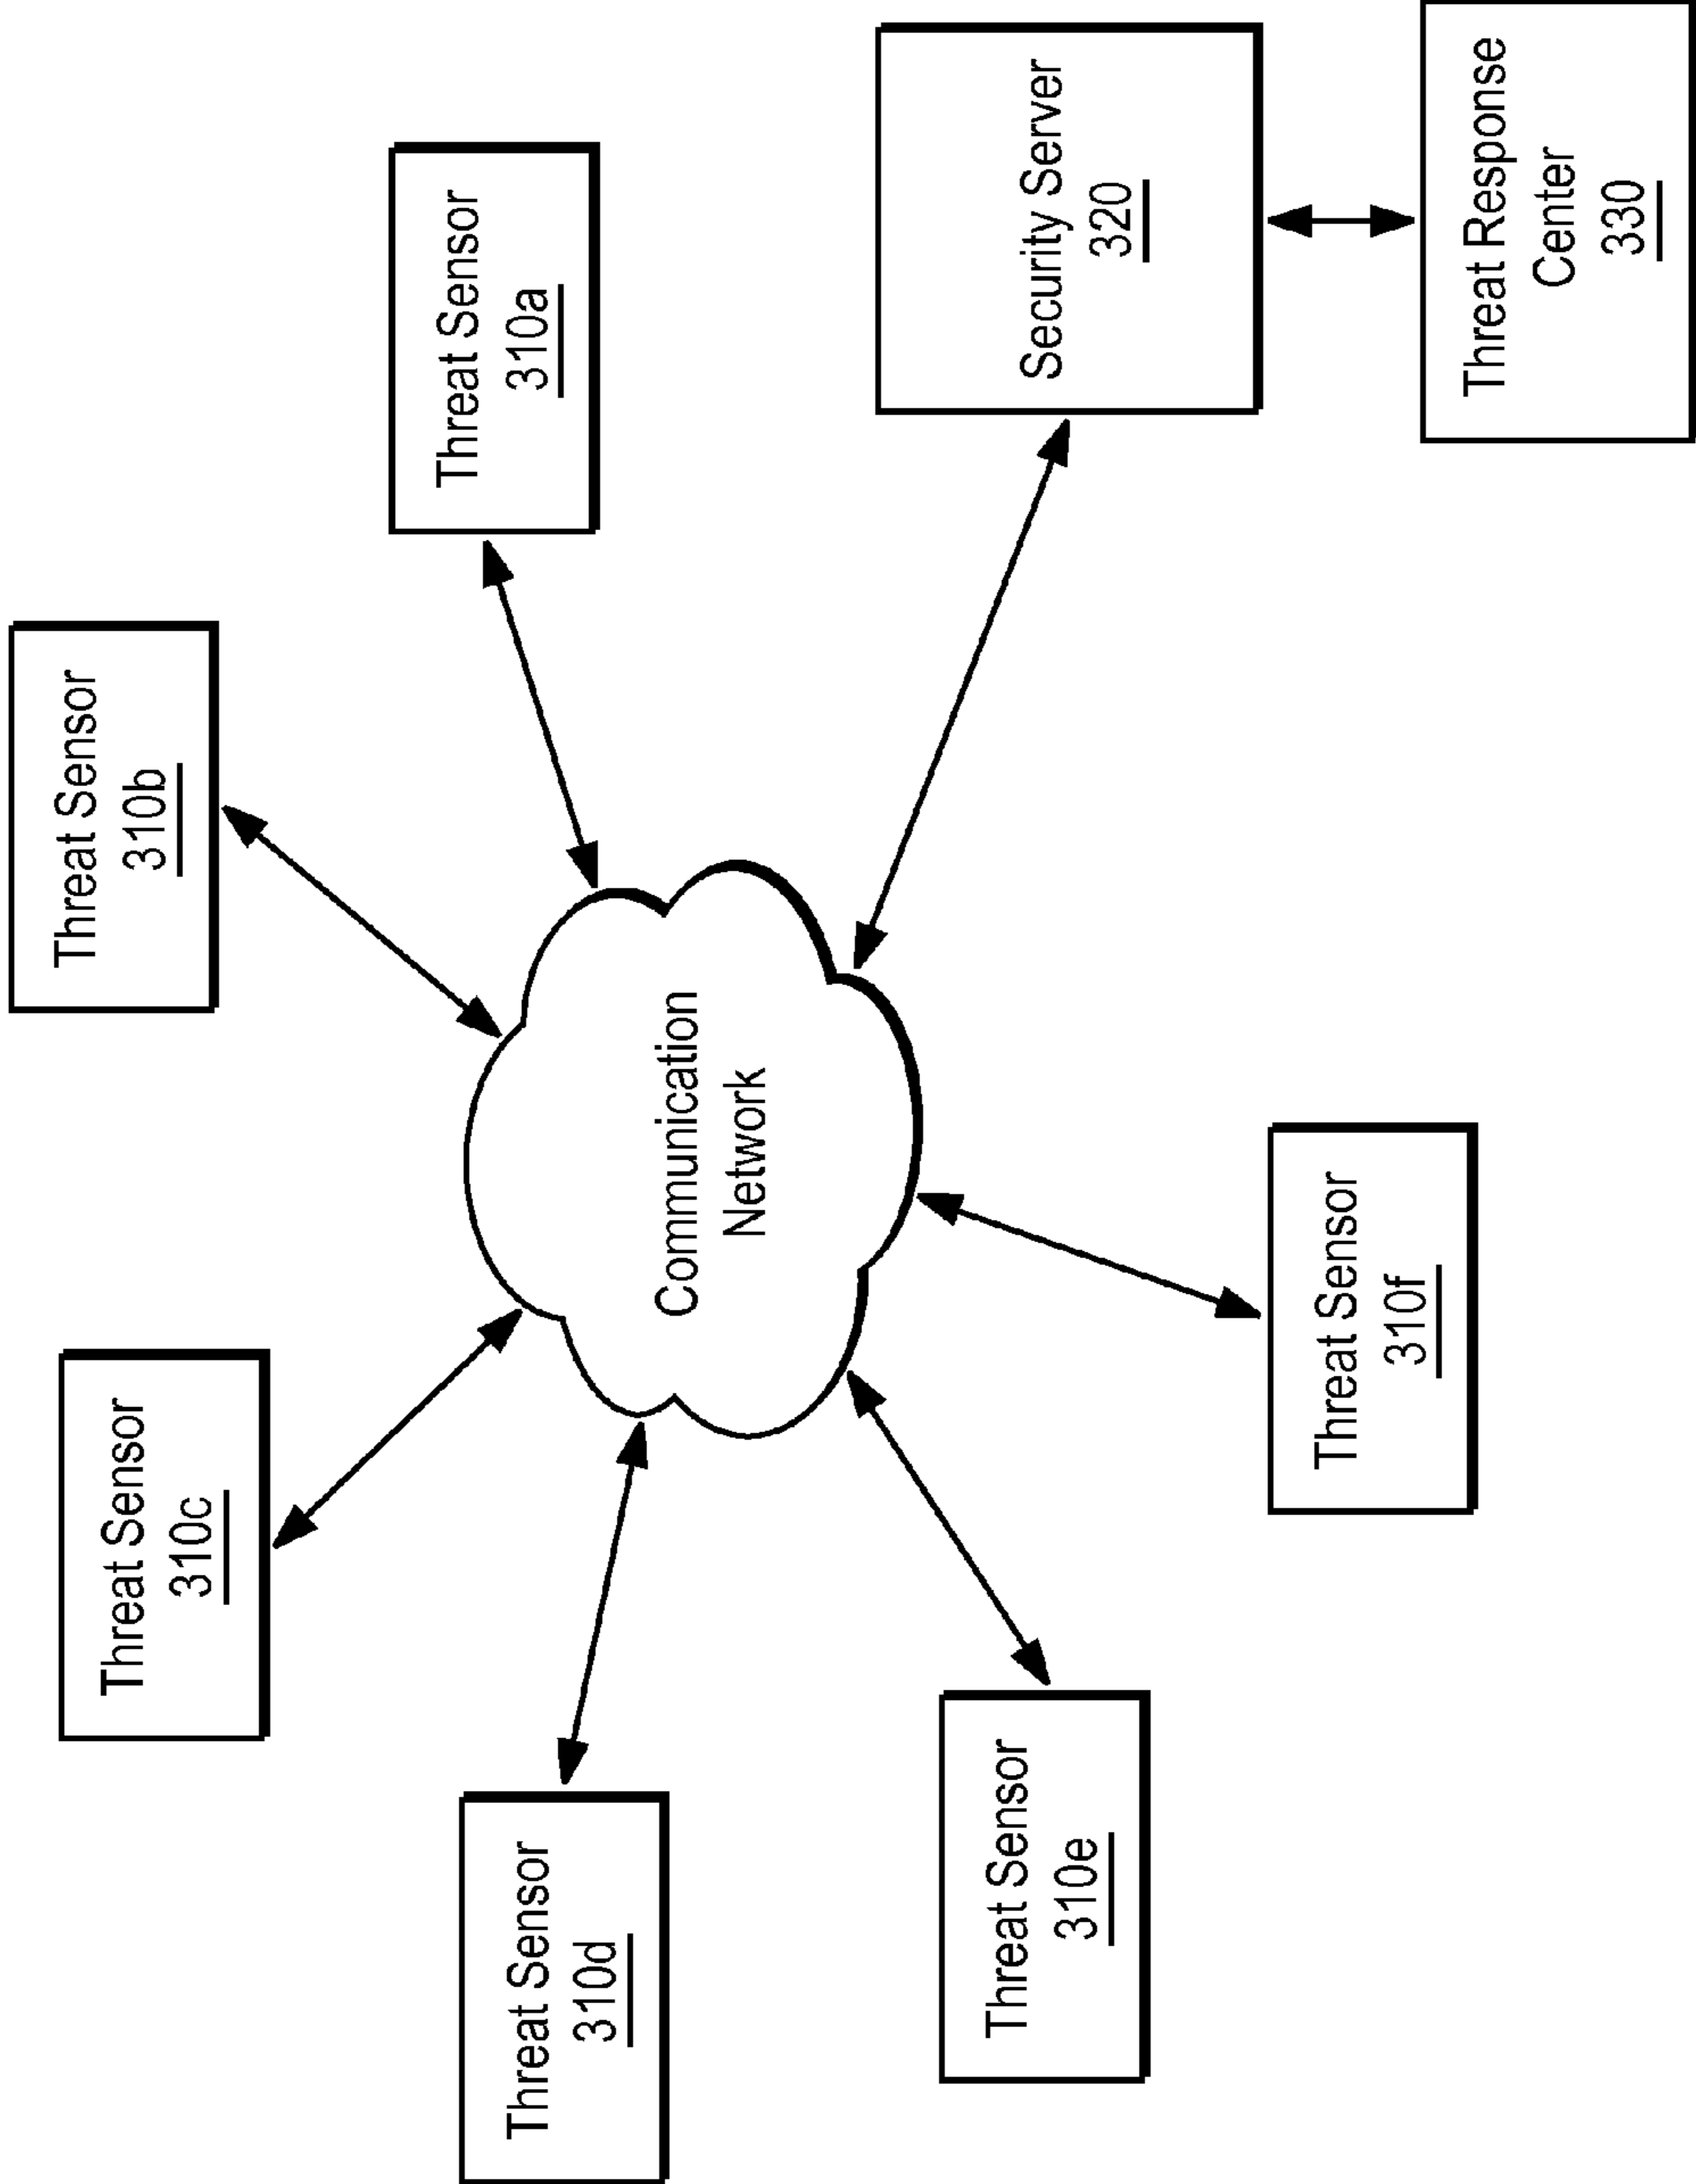 Threat Sensor
310c
Threat Sensor
310b
Threat Sensor
310d
Threat Sensor
310a
Communication
Network
Threat Sensor
310e
Security Server
320
Threat Sensor
310f
Threat Response
Center
330